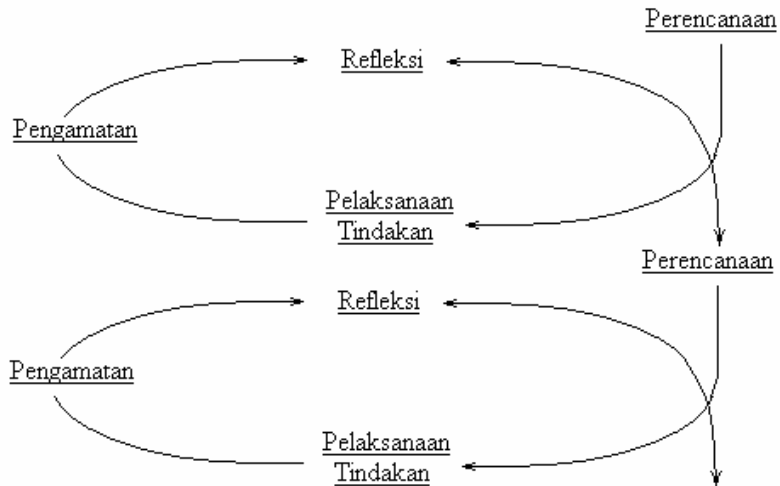 Perencanaan
Refleksi
Pengamatan
Pelaksanaan
Tindakan
Perencanaan
Refleksi
Pengamatan
Pelaksanaan
Tindakan